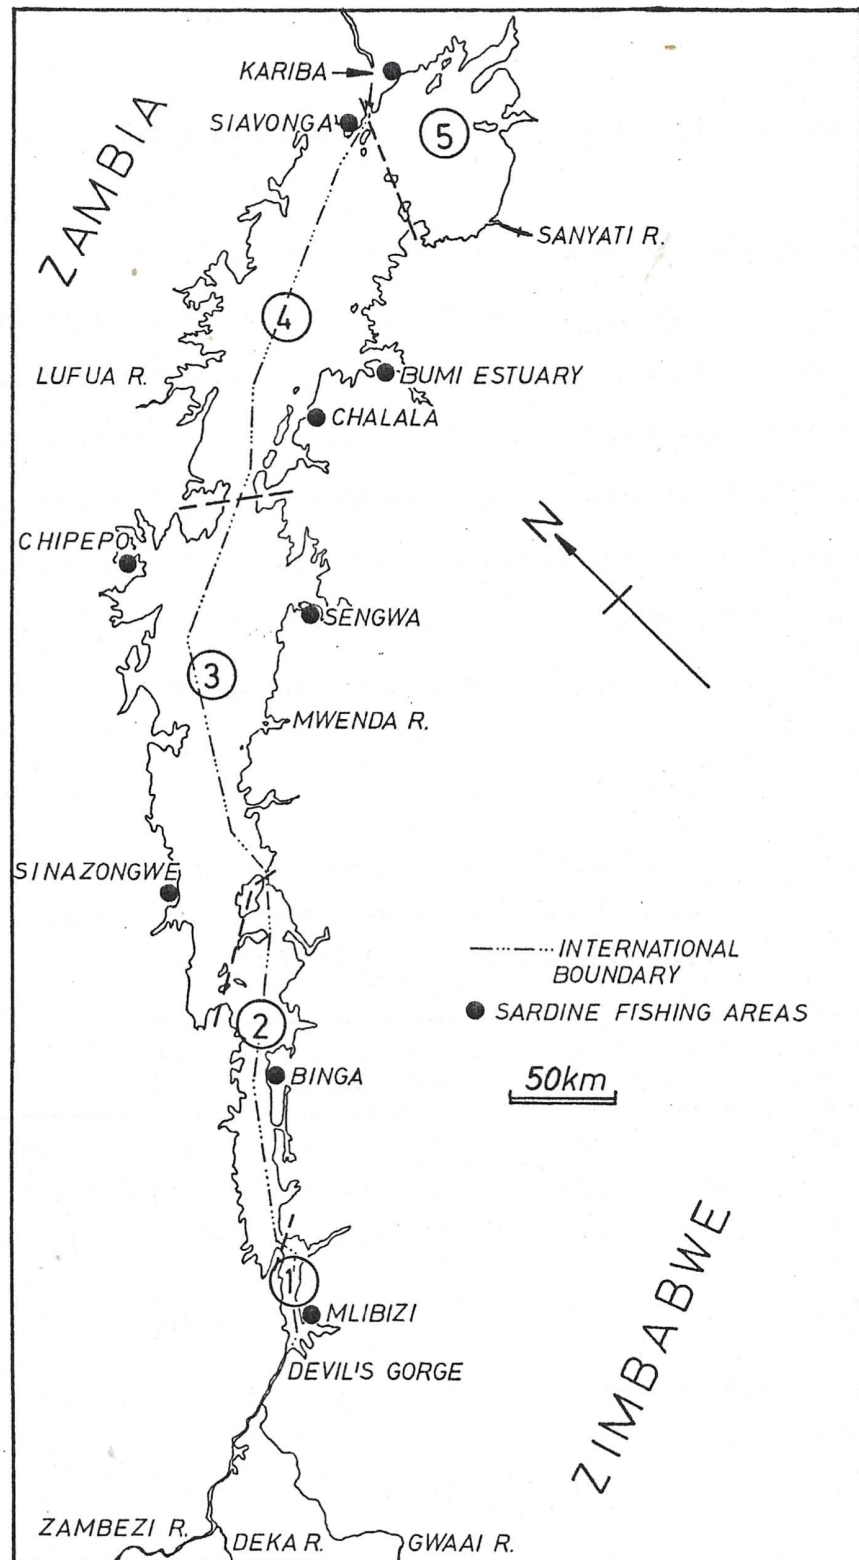 KARIBA
SIAVONGA
5
ZAMBIA
SANYATI R.
4
LUFUA R.
BUMI ESTUARY
CHALALA
CHIPEPO
N
SENGWA
3
MWENDA R.
SINAZONGWE
INTERNATIONAL
BOUNDARY
SARDINE FISHING AREAS
2
BINGA
50km
1
MLIBIZI
DEVIL'S GORGE
ZIMBABWE
ZAMBEZI R.
DEKA R.
GWAAI R.